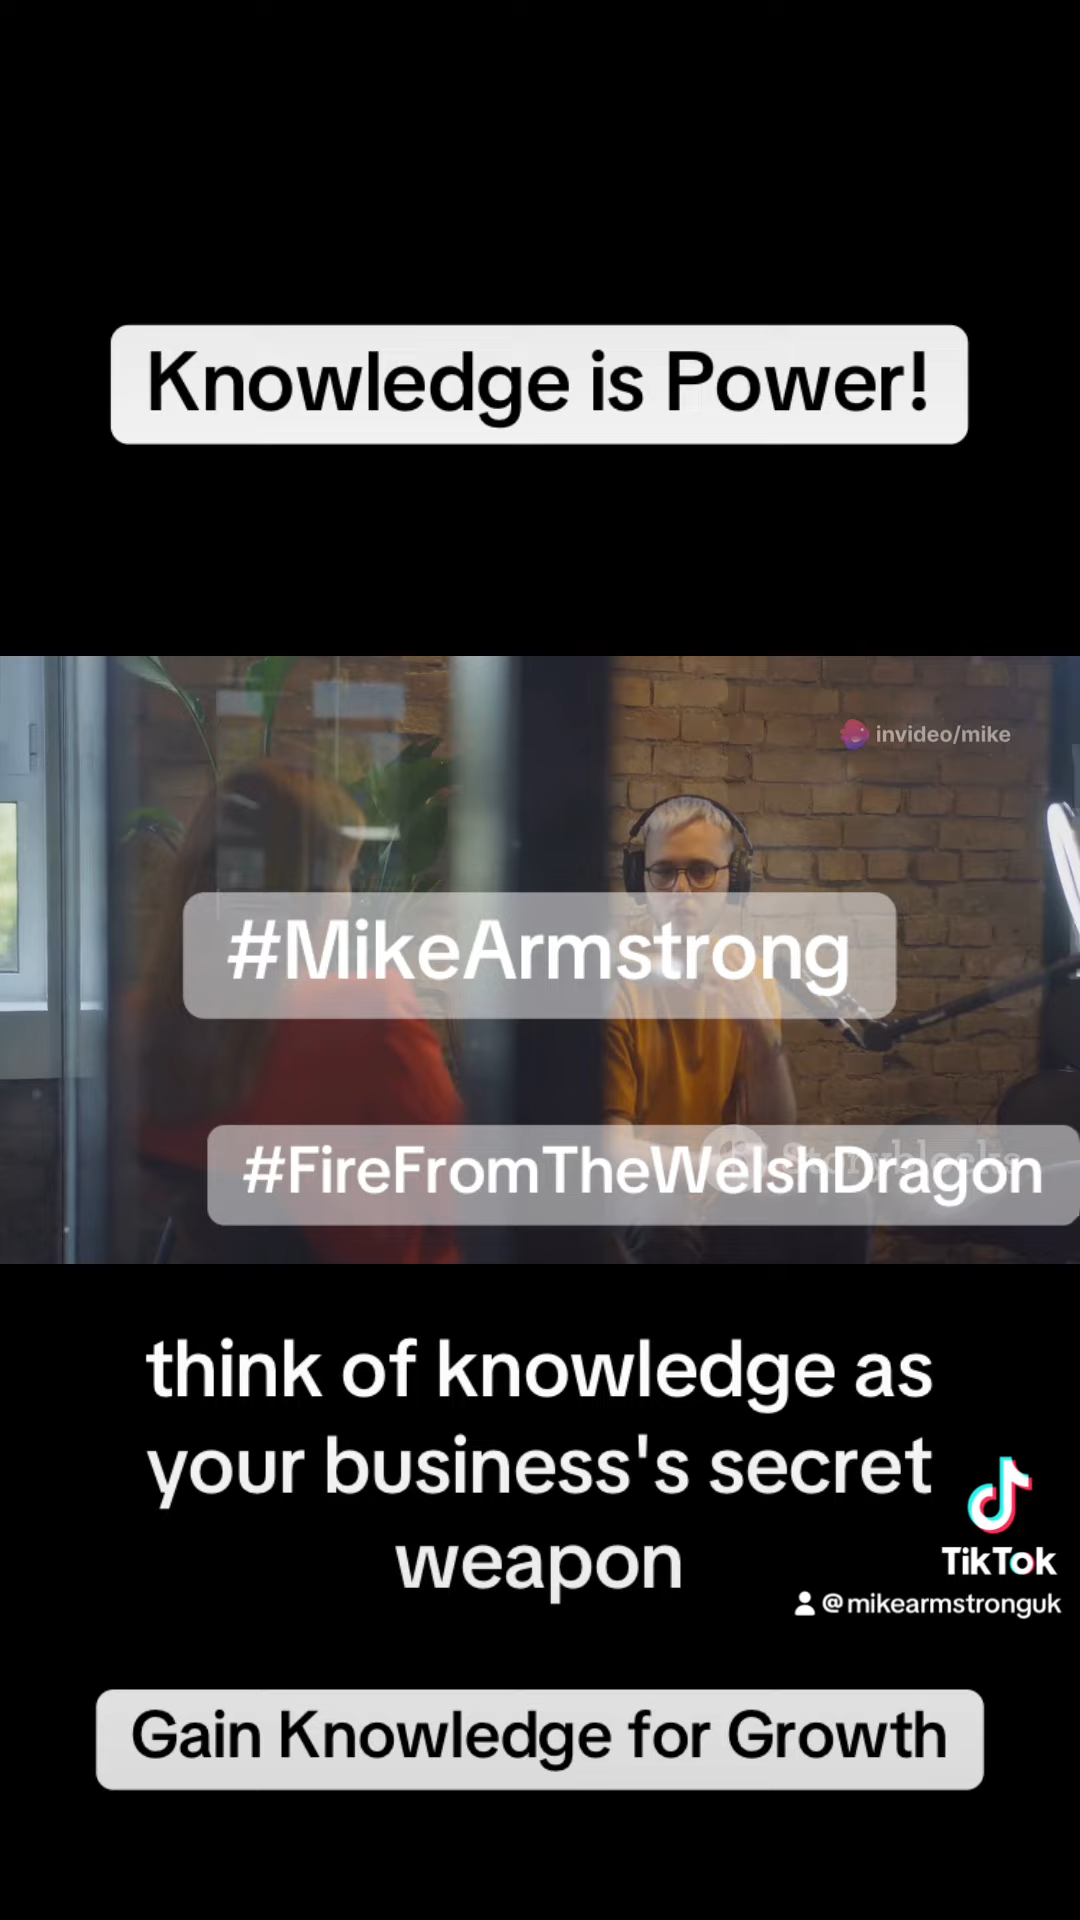 Knowledge is Power!
invideo/mike
#MikeArmstrong
Storyblocks
#FireFromTheWelshDragon
think of knowledge as
your business's secret
weapon
TikTok
@mikearmstronguk
Gain Knowledge for Growth